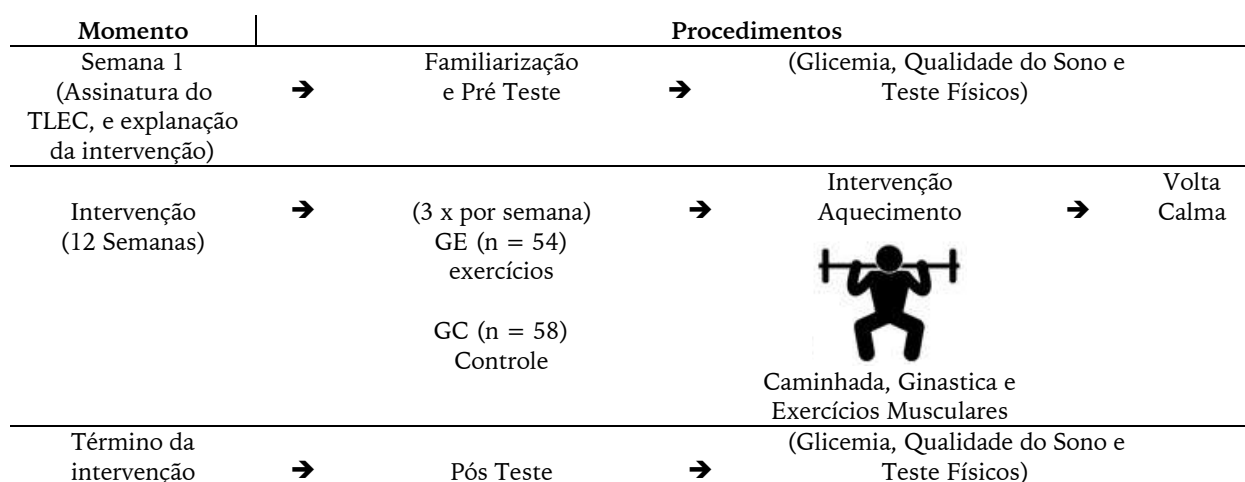 Momento Procedimentos
Semana 1 Familiarização (Glicemia, Qualidade do Sono e
(Assinatura do ➔ e Pré Teste ➔ Teste Físicos)
TLEC, e explanação
da intervenção)
Intervenção Volta
Intervenção ➔ (3 x por semana) ➔ Aquecimento ➔ Calma
(12 Semanas) GE (n = 54)
exercícios
GC (n = 58)
Controle
Caminhada, Ginastica e
Exercícios Musculares
Término da (Glicemia, Qualidade do Sono e
intervenção ➔ Pós Teste ➔ Teste Físicos)